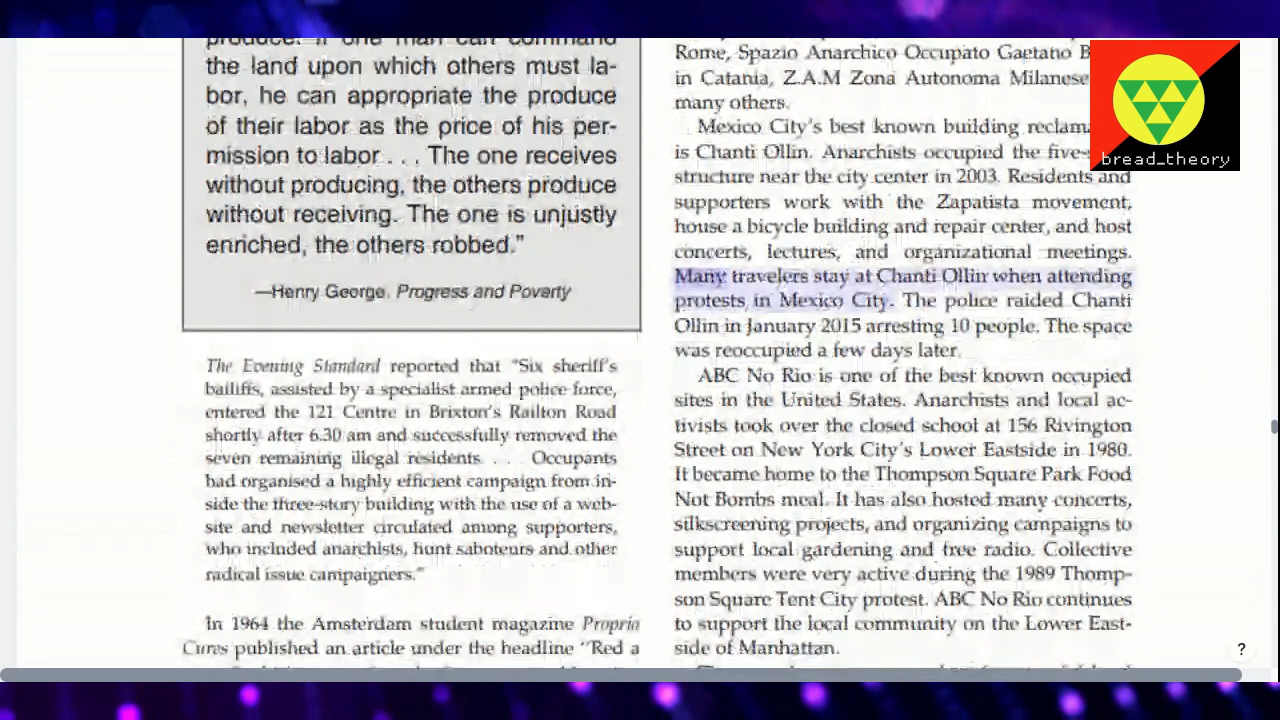 produce. If one man can command
the land upon which others must la-
bor, he can appropriate the produce
of their labor as the price of his per-
mission to labor . . . The one receives
without producing, the others produce
without receiving. The one is unjustly
enriched, the others robbed."
—Henry George, Progress and Poverty
The Evening Standard reported that "Six sheriff's
bailiffs, assisted by a specialist armed police force,
entered the 121 Centre in Brixton's Railton Road
shortly after 6.30 am and successfully removed the
seven remaining illegal residents . . . Occupants
had organised a highly efficient campaign from in-
side the three-story building with the use of a web-
site and newsletter circulated among supporters,
who included anarchists, hunt saboteurs and other
radical issue campaigners."
In 1964 the Amsterdam student magazine Propria
Cures published an article under the headline "Red a
Rome, Spazio Anarchico Occupato Gaetano B
in Catania, Z.A.M Zona Autonoma Milanese
many others.
Mexico City's best known building reclama
is Chanti Ollin. Anarchists occupied the five-
structure near the city center in 2003. Residents and
supporters work with the Zapatista movement,
house a bicycle building and repair center, and host
concerts, lectures, and organizational meetings.
Many travelers stay at Chanti Ollin when attending
protests in Mexico City. The police raided Chanti
Ollin in January 2015 arresting 10 people. The space
was reoccupied a few days later.
ABC No Rio is one of the best known occupied
sites in the United States. Anarchists and local ac-
tivists took over the closed school at 156 Rivington
Street on New York City's Lower Eastside in 1980.
It became home to the Thompson Square Park Food
Not Bombs meal. It has also hosted many concerts,
silkscreening projects, and organizing campaigns to
support local gardening and free radio. Collective
members were very active during the 1989 Thomp-
son Square Tent City protest. ABC No Rio continues
to support the local community on the Lower East-
side of Manhattan.
bread_theory
?